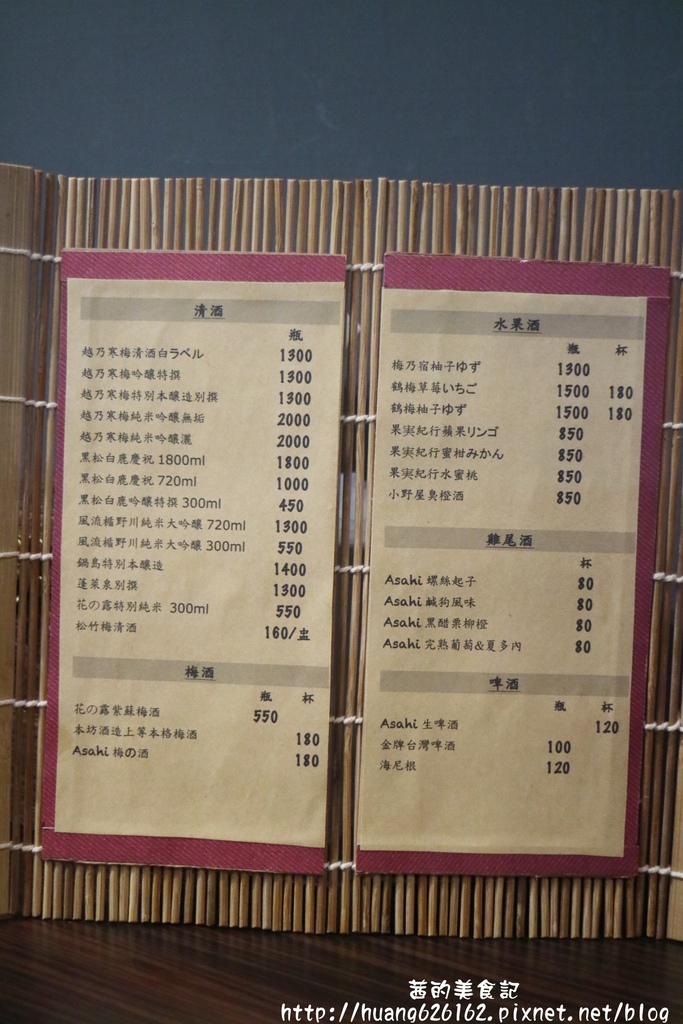 清酒
瓶
越乃寒梅清酒白ラベル 1300
越乃寒梅吟釀特撰 1300
越乃寒梅特別本釀造別撰 1300
越乃寒梅純米吟釀無垢 2000
越乃寒梅純米吟釀灑 2000
黑松白鹿慶祝 1800ml 1800
黑松白鹿慶祝 720ml 1000
黑松白鹿吟釀特撰 300ml 450
風流楯野川純米大吟釀 720ml 1300
風流楯野川純米大吟釀 300ml 550
鍋島特別本釀造 1400
蓬萊泉別撰 1300
花の露特別純米 300ml 550
松竹梅清酒 160/盅
梅酒
瓶 杯
花の露紫蘇梅酒 550
本坊酒造上等本格梅酒 180
Asahi 梅の酒 180
水果酒
瓶 杯
梅乃宿柚子ゆず 1300
鶴梅草莓いちご 1500 180
鶴梅柚子ゆず 1500 180
果実紀行蘋果リンゴ 850
果実紀行蜜柑みかん 850
果実紀行水蜜桃 850
小野屋臭橙酒 850
雞尾酒
杯
Asahi 螺絲起子 80
Asahi 鹹狗風味 80
Asahi 黑醋栗柳橙 80
Asahi 完熟葡萄&夏多內 80
啤酒
瓶 杯
Asahi 生啤酒 120
金牌台灣啤酒 100
海尼根 120
茜的美食記
http://huang626162.pixnet.net/blog